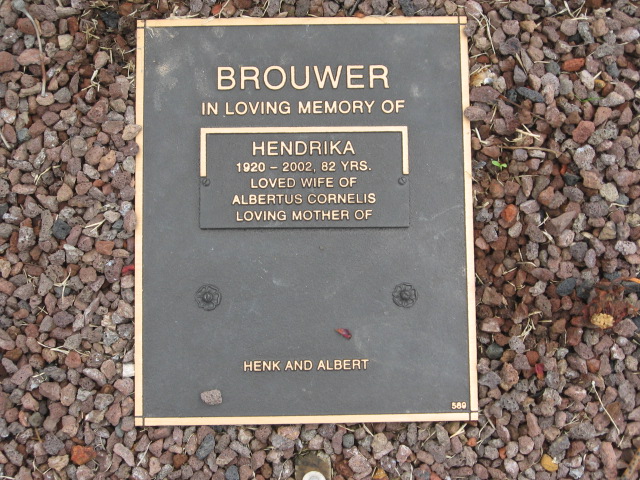 BROUWER
IN LOVING MEMORY OF
HENDRIKA
1920 – 2002, 82 YRS.
LOVED WIFE OF
ALBERTUS CORNELIS
LOVING MOTHER OF
HENK AND ALBERT
589